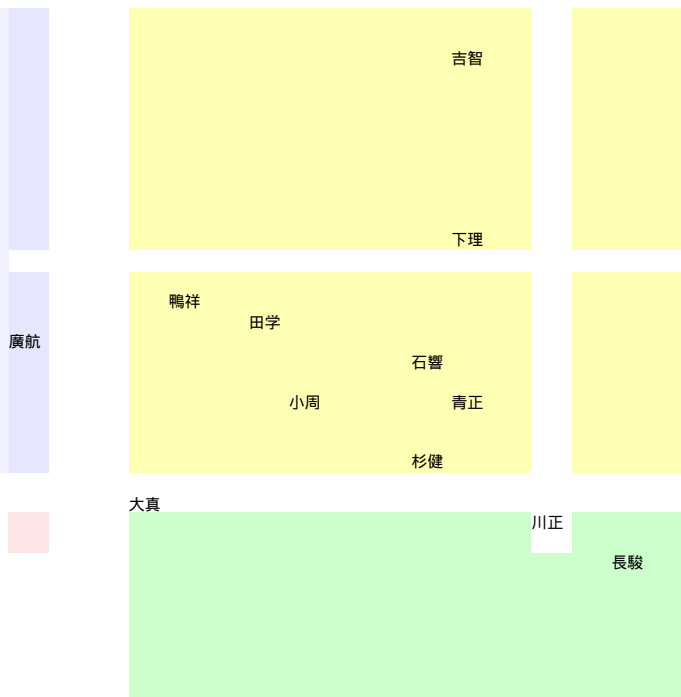 吉智
下理
鴨祥
田学
廣航
石響
小周
青正
杉健
大真
川正
長駿